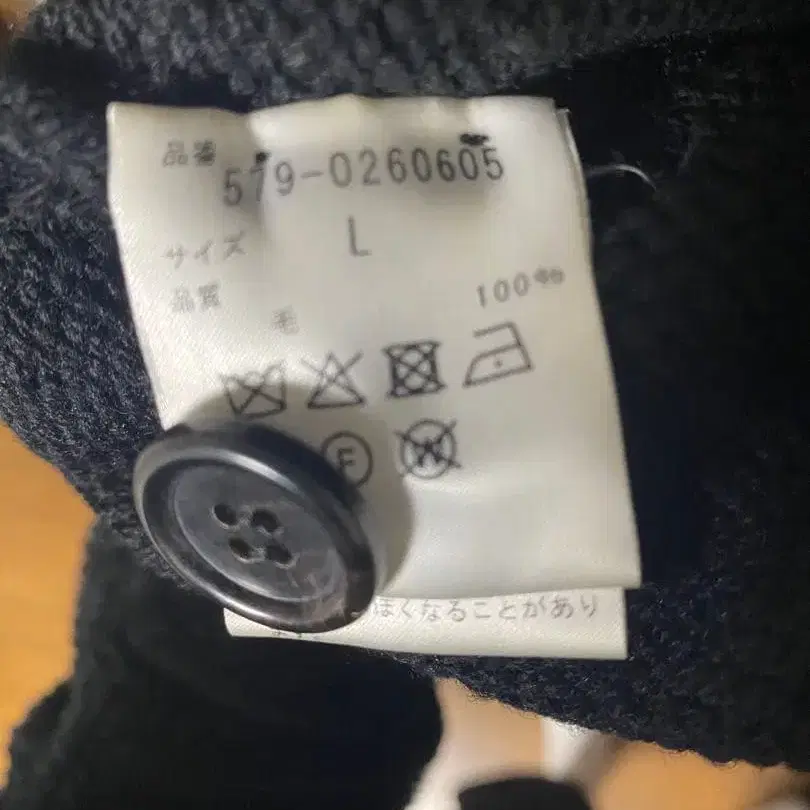 品番
579-0260605
サイズ L
品質
毛 100%
F W
ほくなることがあり